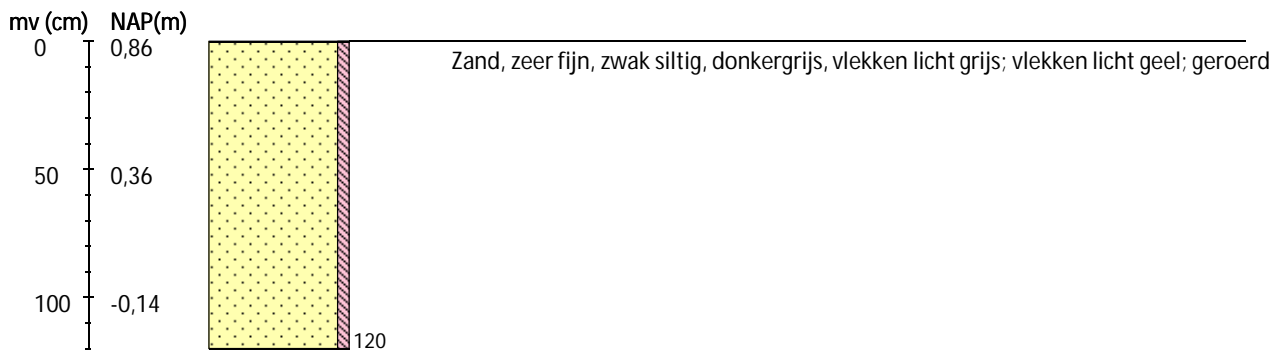 mv (cm) NAP(m)
0 0,86
Zand, zeer fijn, zwak siltig, donkergrijs, vlekken licht grijs; vlekken licht geel; geroerd
50 0,36
100 -0,14
120